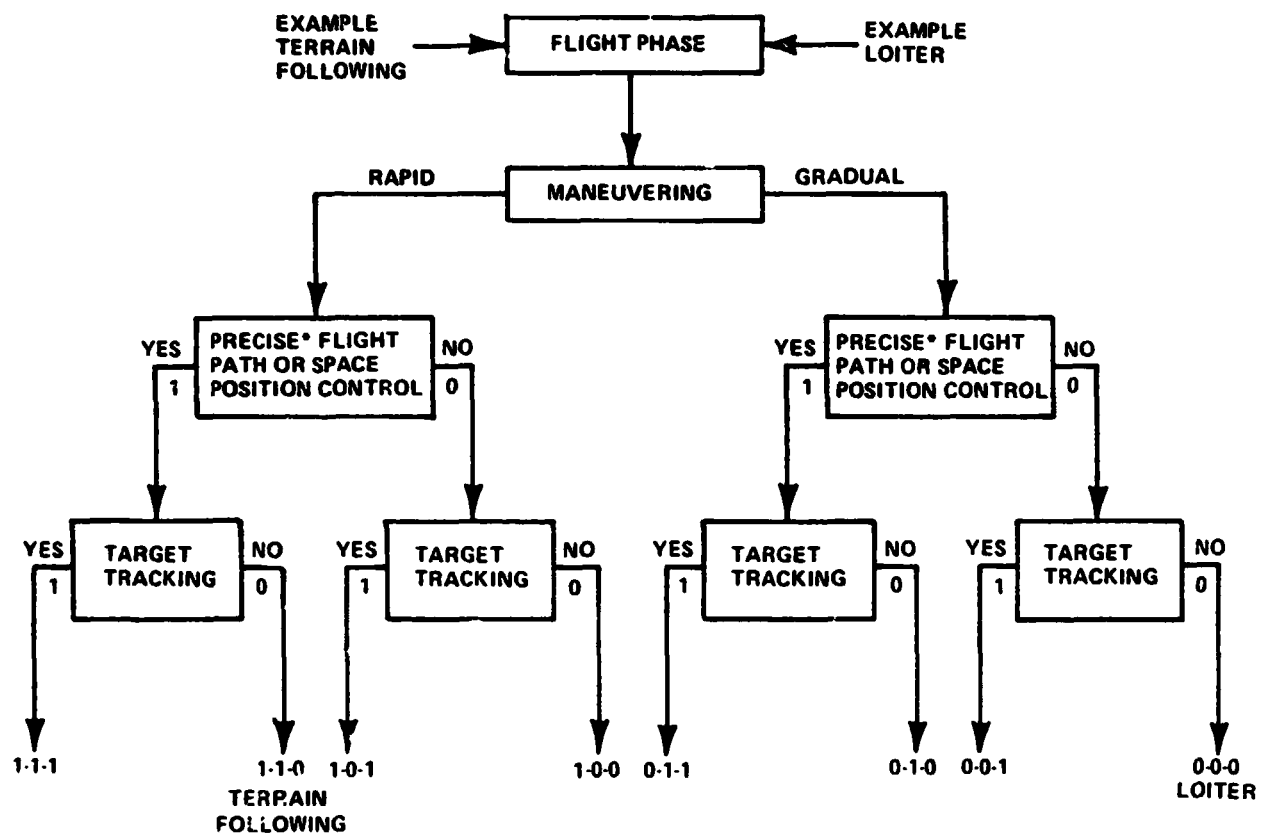 EXAMPLE
TERRAIN
FOLLOWING
FLIGHT PHASE
EXAMPLE
LOITER
RAPID
MANEUVERING
GRADUAL
YES
1
PRECISE* FLIGHT
PATH OR SPACE
POSITION CONTROL
NO
0
YES
1
PRECISE* FLIGHT
PATH OR SPACE
POSITION CONTROL
NO
0
YES
1
TARGET
TRACKING
NO
0
YES
1
TARGET
TRACKING
NO
0
YES
1
TARGET
TRACKING
NO
0
YES
1
TARGET
TRACKING
NO
0
1-1-1
1-1-0
TERRAIN
FOLLOWING
1-0-1
1-0-0
0-1-1
0-1-0
0-0-1
0-0-0
LOITER